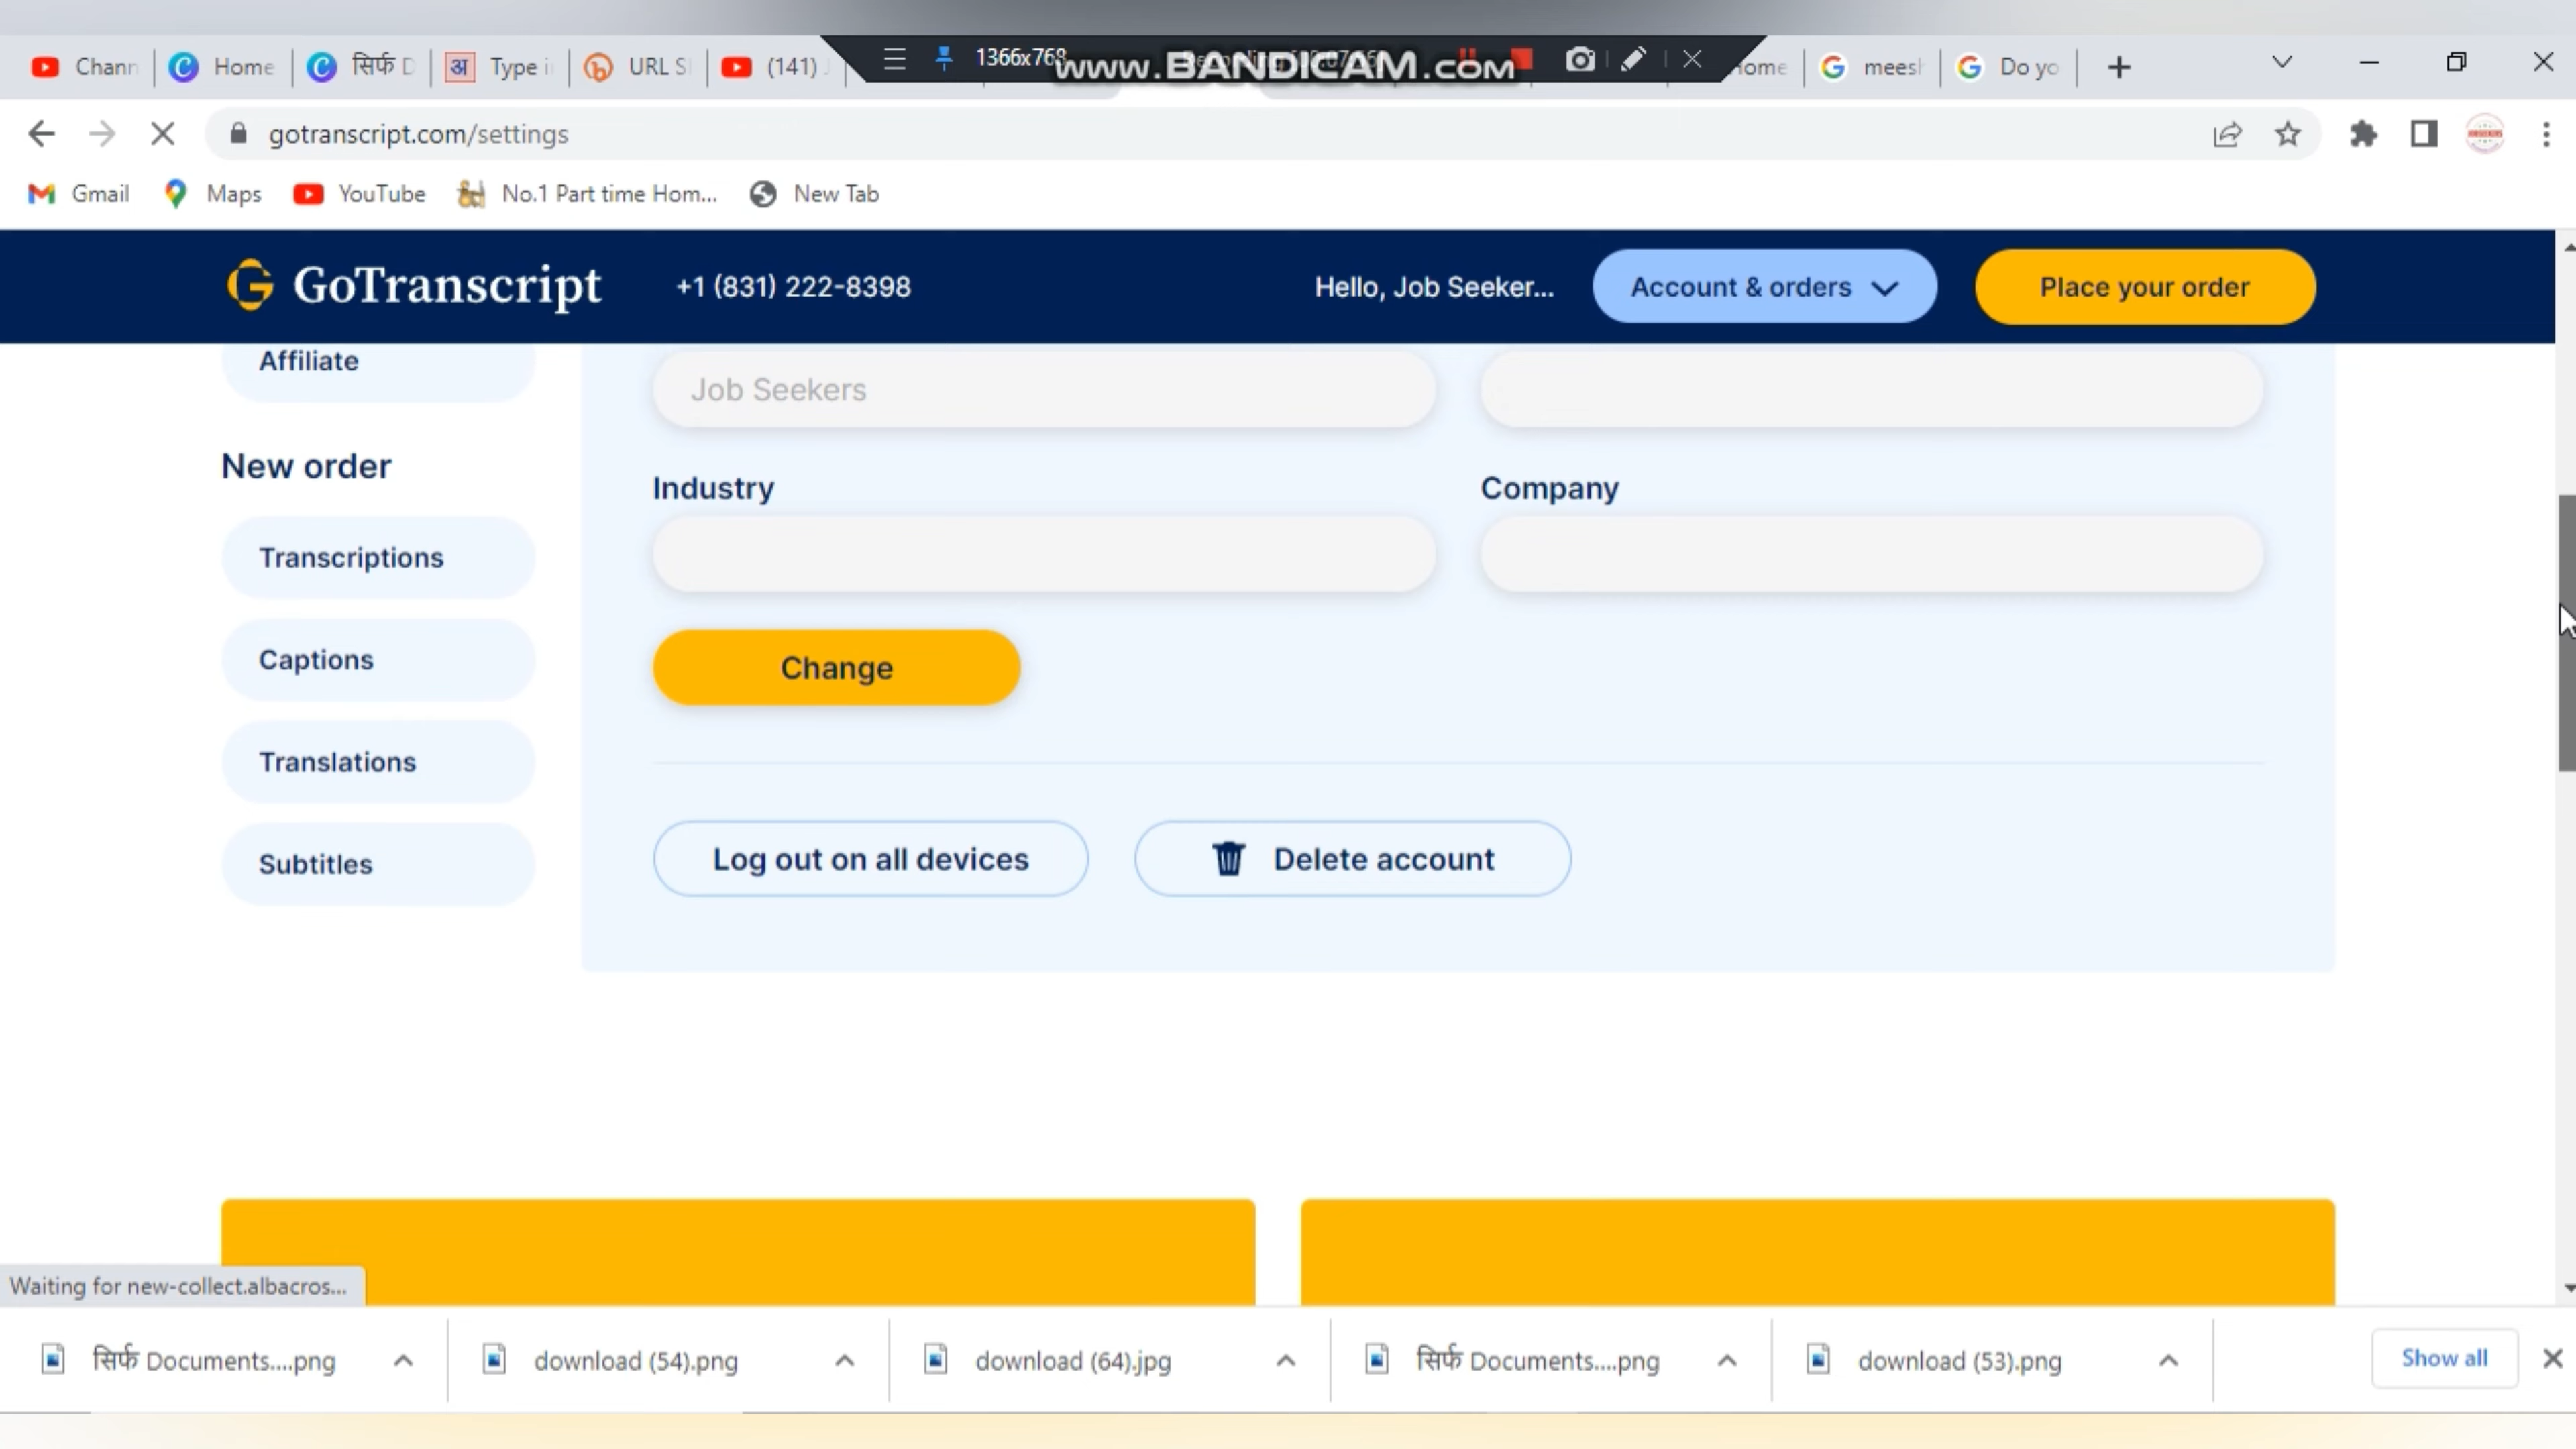 Chann
Home
सिर्फ D
अ Type i
URL S
(141)
1366x768
www.BANDICAM.com
Home
meesh
Do yo
gotranscript.com/settings
Gmail
Maps
YouTube
No.1 Part time Hom...
New Tab
GoTranscript
+1 (831) 222-8398
Hello, Job Seeker...
Account & orders
Place your order
Affiliate
Job Seekers
New order
Industry
Company
Transcriptions
Captions
Change
Translations
Log out on all devices
Delete account
Subtitles
Waiting for new-collect.albacros...
सिर्फ Documents....png
download (54).png
download (64).jpg
सिर्फ Documents....png
download (53).png
Show all